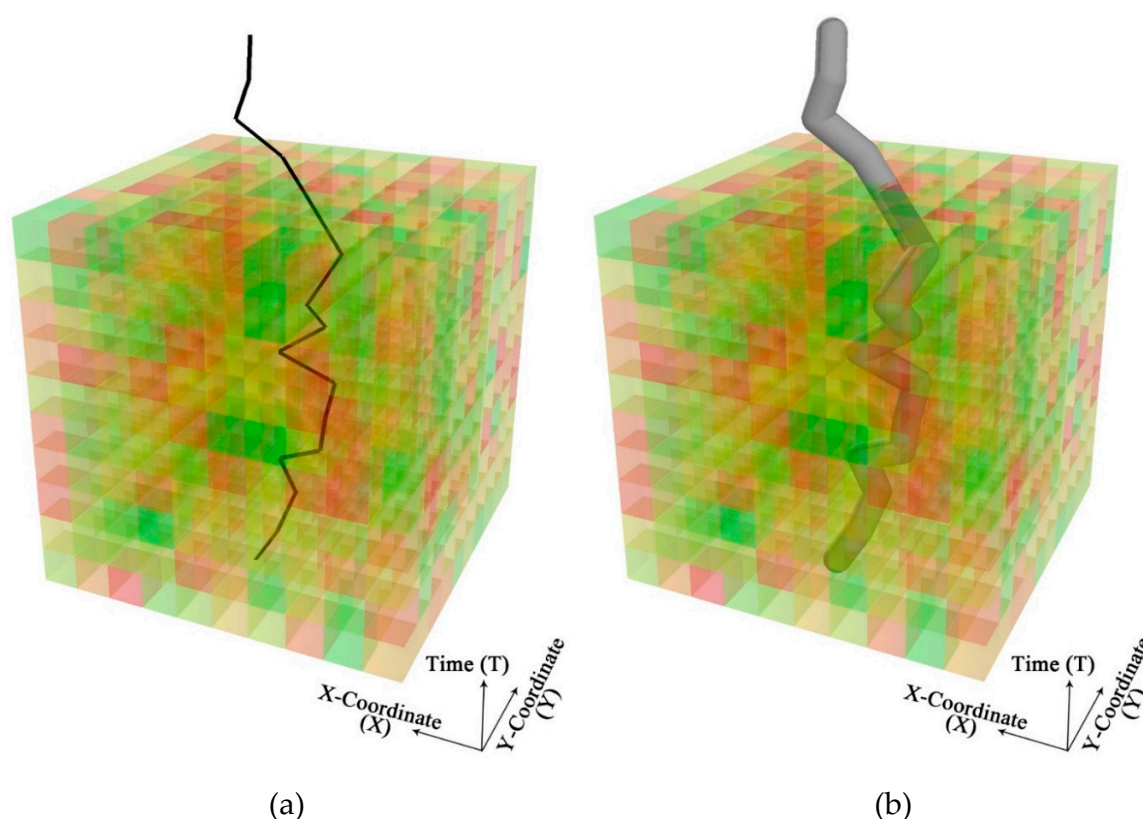 Time (T)
X-Coordinate
(X)
Y-Coordinate
(Y)
Time (T)
X-Coordinate
(X)
Y-Coordinate
(Y)
(a)
(b)